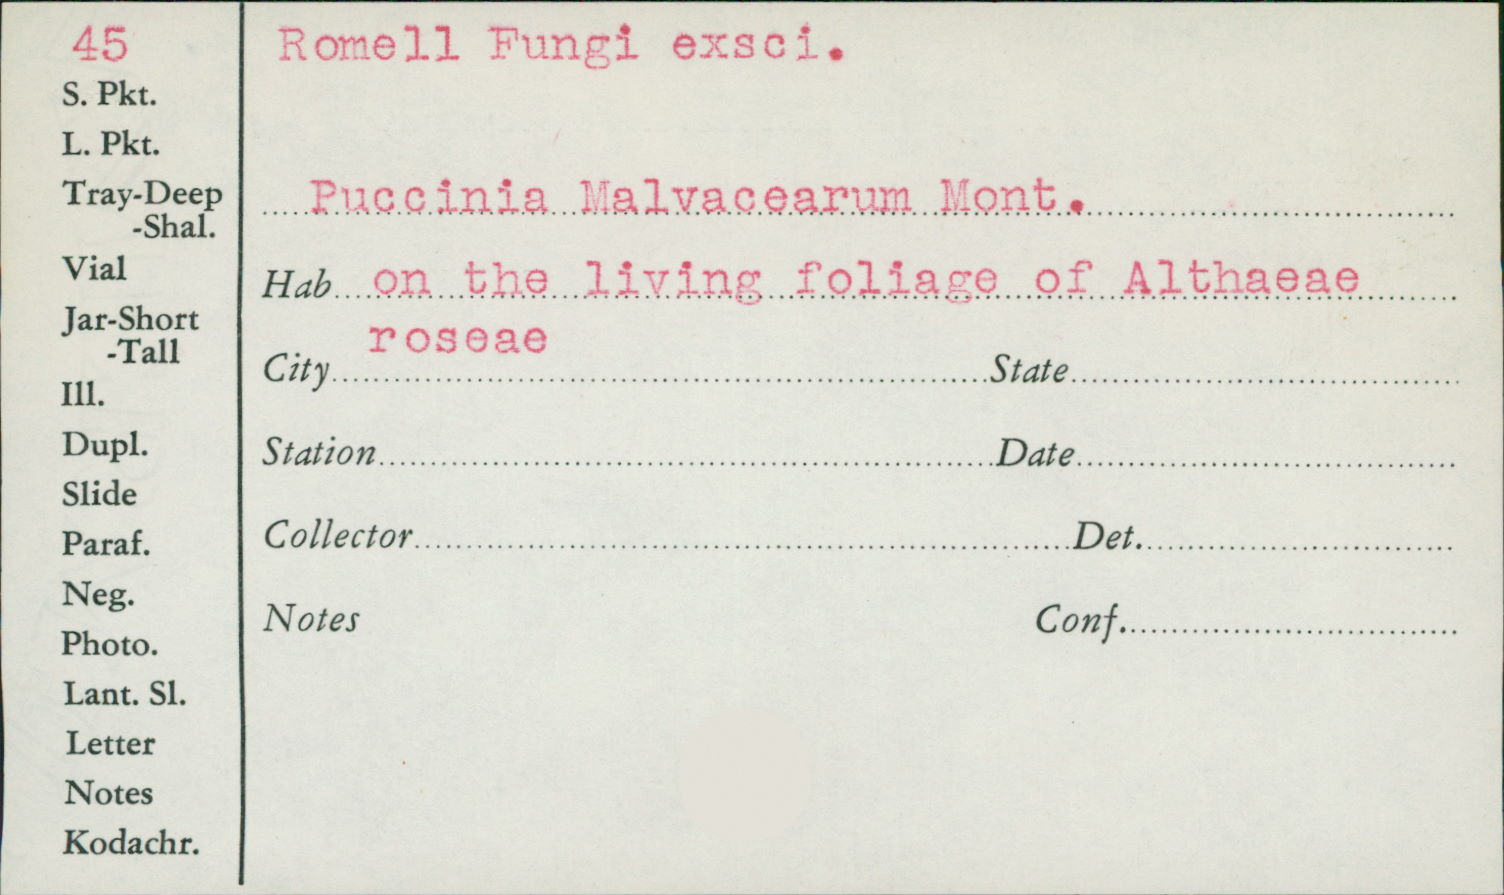 45
S. Pkt.
L. Pkt.
Tray-Deep
-Shal.
Vial
Jar-Short
-Tall
Ill.
Dupl.
Slide
Paraf.
Neg.
Photo.
Lant. Sl.
Letter
Notes
Kodachr.
Romell Fungi exsci.
Puccinia Malvacearum Mont.
Hab on the living foliage of Althaeae
roseae
City State
Station Date
Collector Det.
Notes Conf.